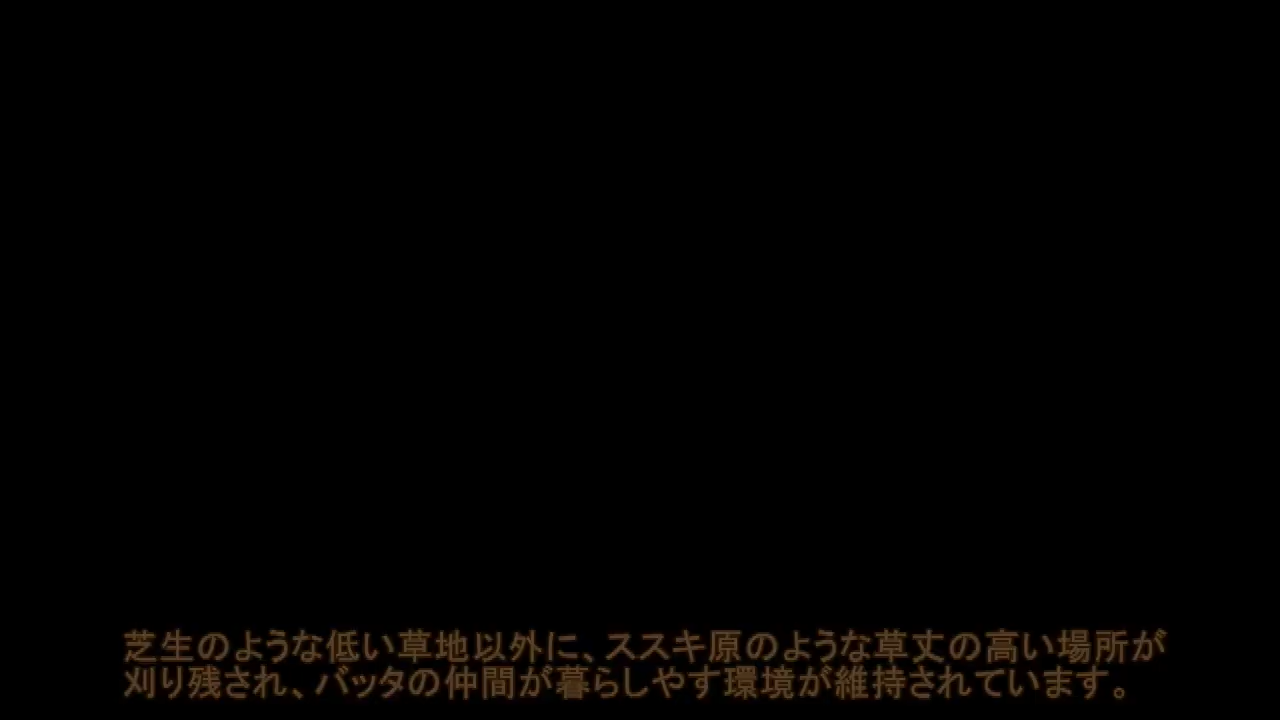 芝生のような低い草地以外に、ススキ原のような草丈の高い場所が
刈り残され、バッタの仲間が暮らしやす環境が維持されています。